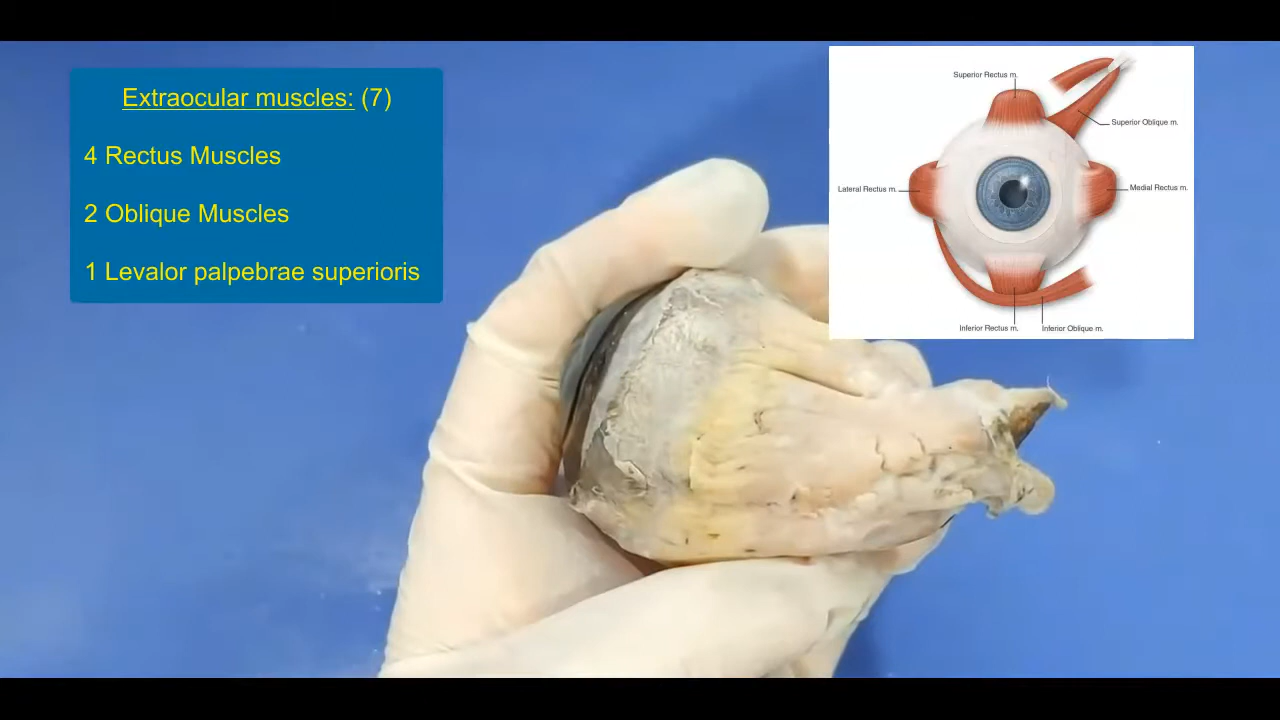 Extraocular muscles: (7)
4 Rectus Muscles
2 Oblique Muscles
1 Levalor palpebrae superioris
Superior Rectus m.
Superior Oblique m.
Lateral Rectus m.
Medial Rectus m.
Inferior Rectus m.
Inferior Oblique m.